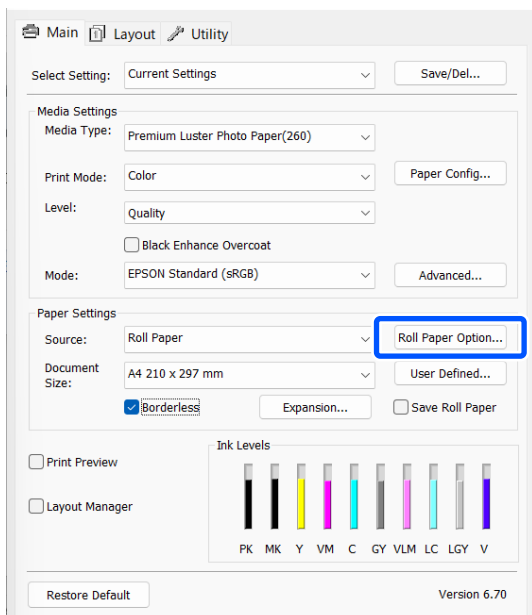 Main Layout Utility
Select Setting: Current Settings Save/Del...
Media Settings
Media Type: Premium Luster Photo Paper(260)
Print Mode: Color Paper Config...
Level: Quality
Black Enhance Overcoat
Mode: EPSON Standard (sRGB) Advanced...
Paper Settings
Source: Roll Paper Roll Paper Option...
Document
Size: A4 210 x 297 mm User Defined...
Borderless Expansion... Save Roll Paper
Ink Levels
Print Preview
Layout Manager
PK MK Y VM C GY VLM LC LGY V
Restore Default Version 6.70